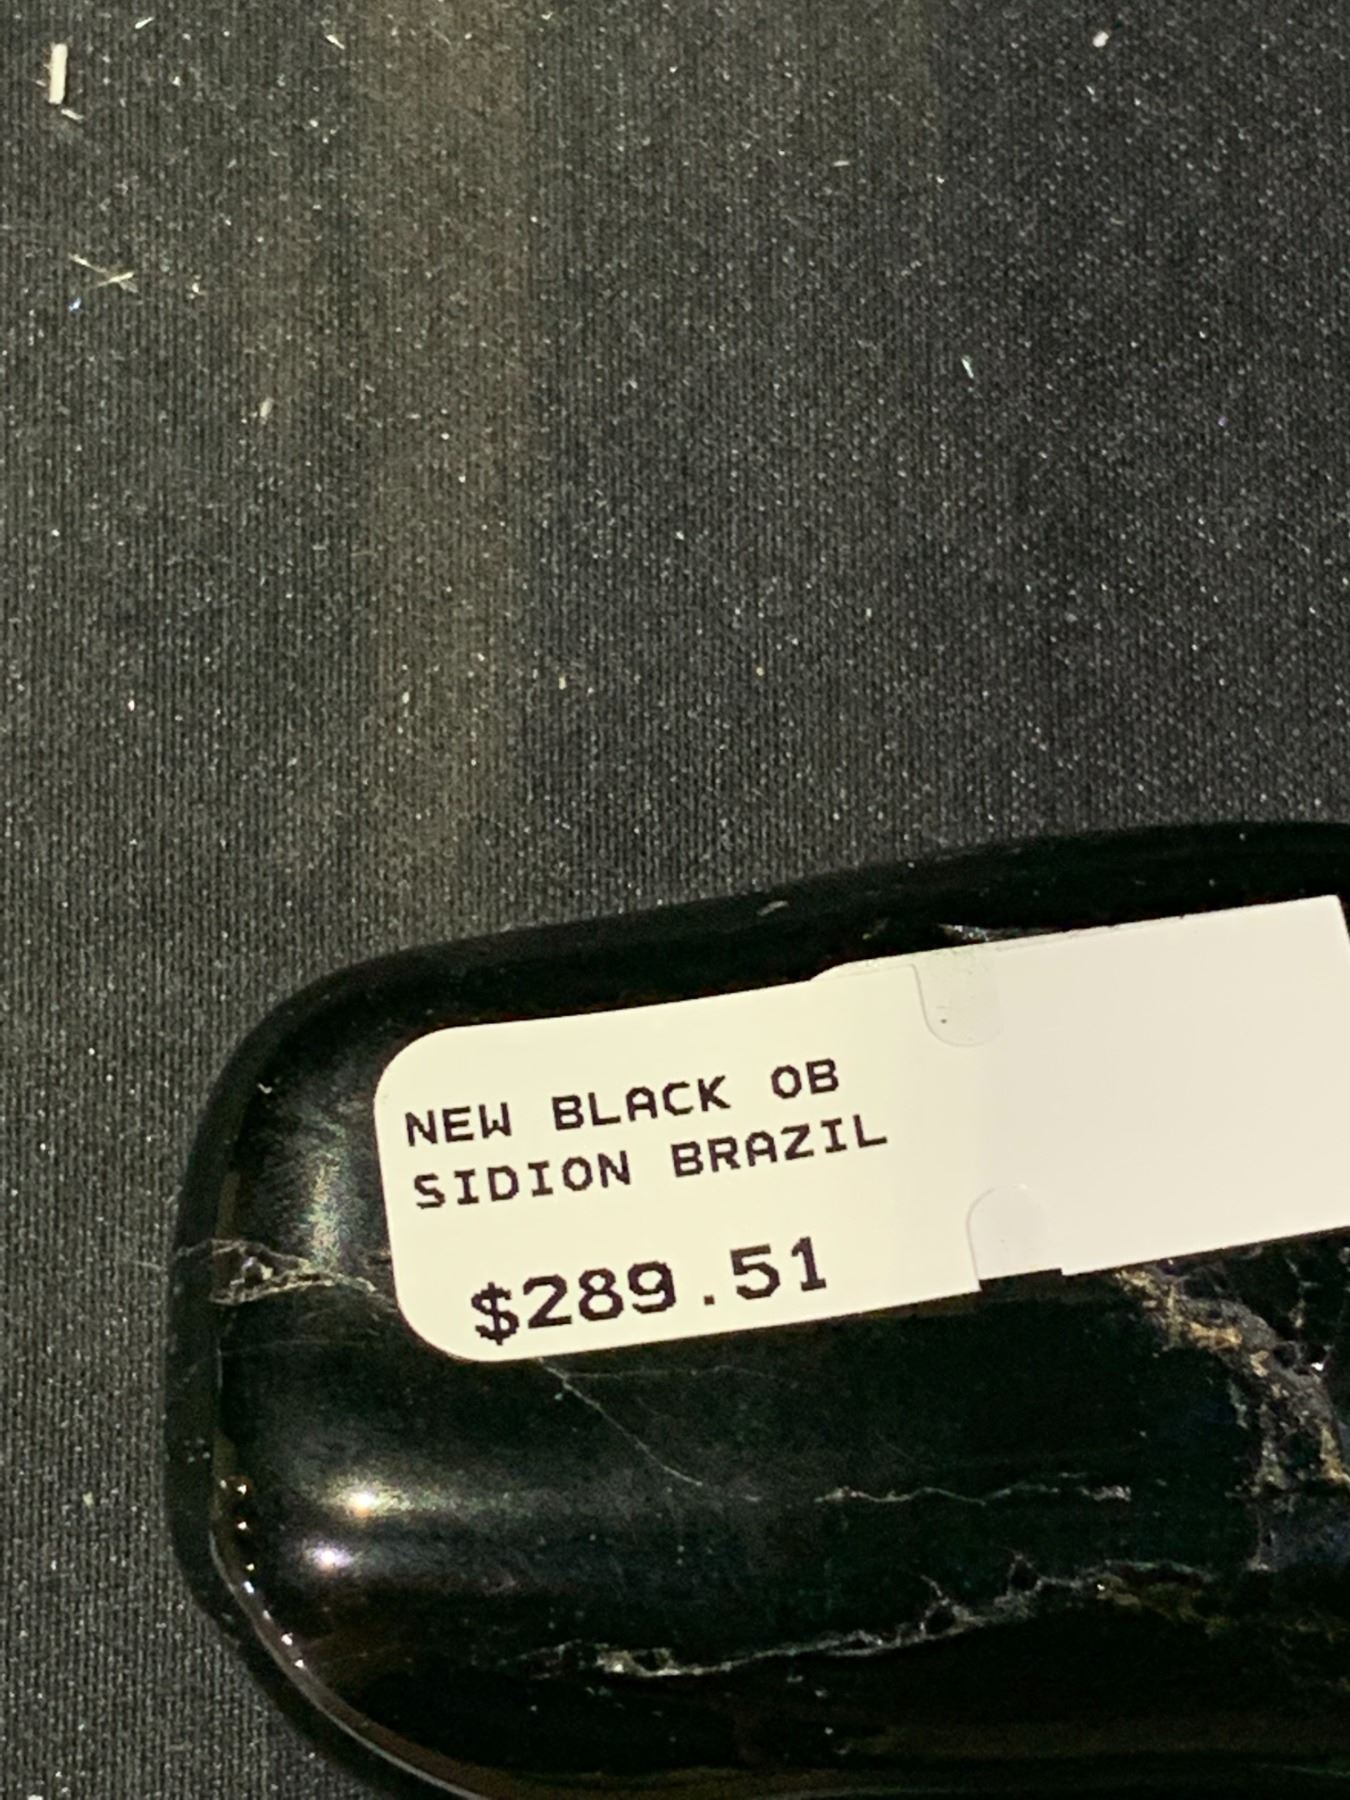 NEW BLACK OB
SIDION BRAZIL
$289.51